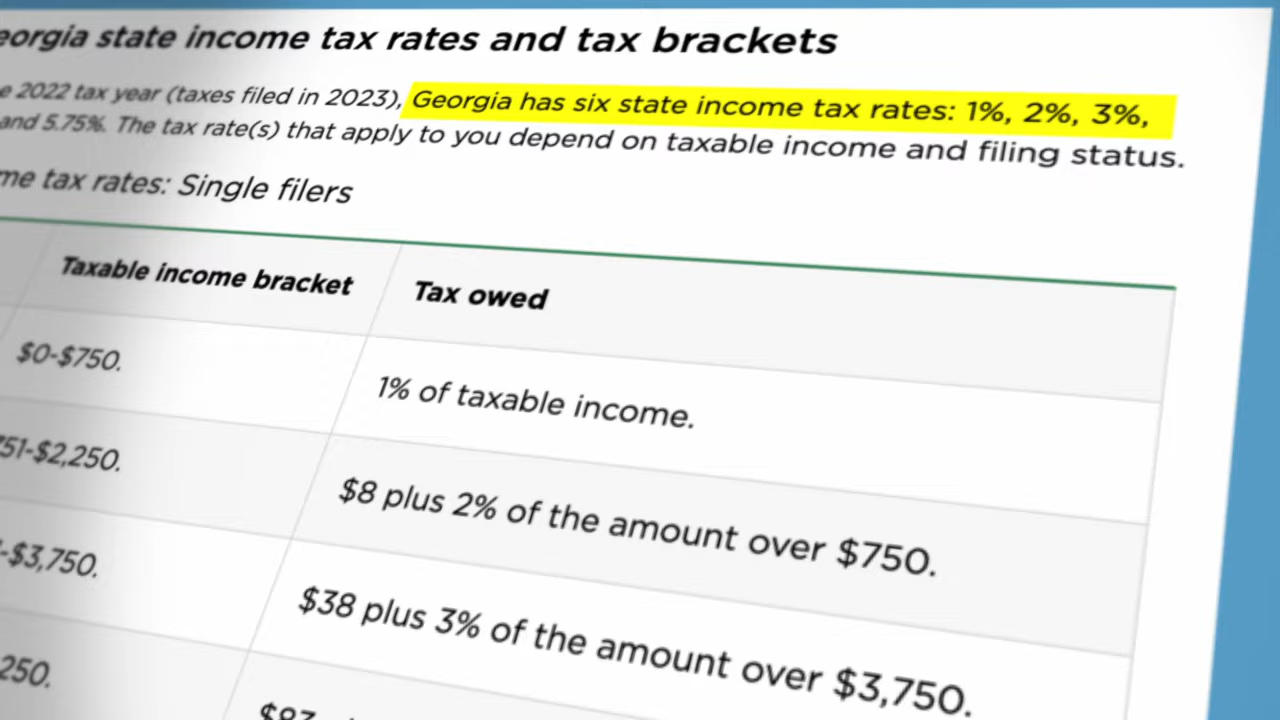 eorgia state income tax rates and tax brackets
e 2022 tax year (taxes filed in 2023), Georgia has six state income tax rates: 1%, 2%, 3%,
and 5.75%. The tax rate(s) that apply to you depend on taxable income and filing status.
me tax rates: Single filers
Taxable income bracket Tax owed
$0-$750. 1% of taxable income.
751-$2,250. $8 plus 2% of the amount over $750.
-$3,750. $38 plus 3% of the amount over $3,750.
250.